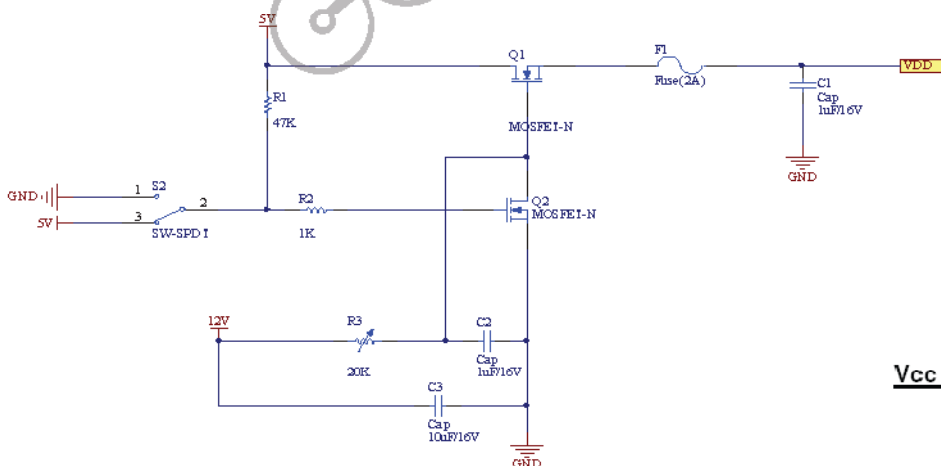 5V
Q1
F1
Fuse(2A)
VDD
C1
Cap
1uF/16V
R1
47K
MOSFET-N
GND
GND
1
S2
2
3
5V
SW-SPDT
R2
1K
Q2
MOSFET-N
12V
R3
20K
C2
Cap
1uF/16V
C3
Cap
10uF/16V
Vcc
GND